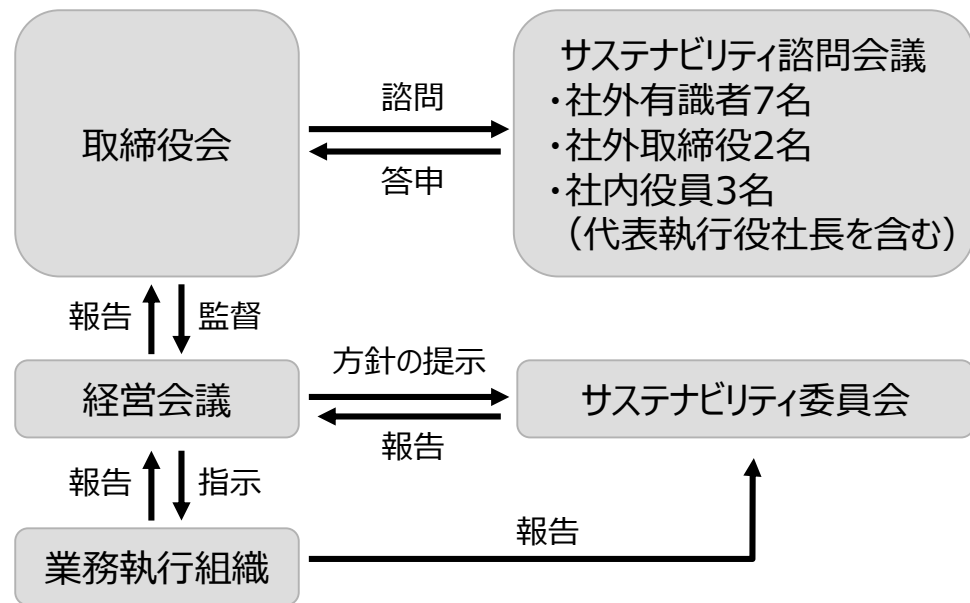 取締役会
諮問
答申
サステナビリティ諮問会議
・社外有識者7名
・社外取締役2名
・社内役員3名
（代表執行役社長を含む）
報告
監督
経営会議
方針の提示
報告
サステナビリティ委員会
報告
指示
業務執行組織
報告